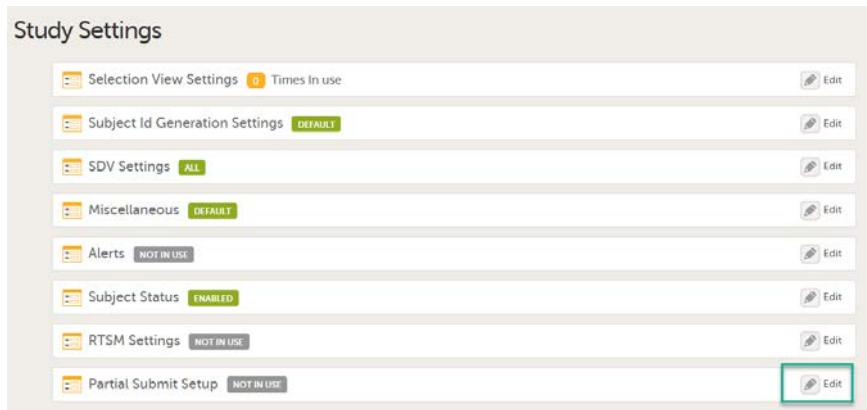 Study Settings
Selection View Settings 0 Times In use Edit
Subject Id Generation Settings DEFAULT Edit
SDV Settings ALL Edit
Miscellaneous DEFAULT Edit
Alerts NOT IN USE Edit
Subject Status ENABLED Edit
RTSM Settings NOT IN USE Edit
Partial Submit Setup NOT IN USE Edit